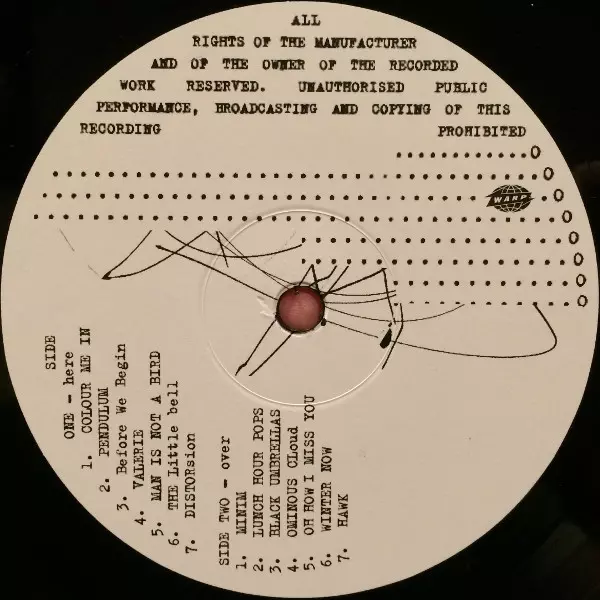 ALL
RIGHTS OF THE MANUFACTURER
AND OF THE OWNER OF THE RECORDED
WORK RESERVED. UNAUTHORISED PUBLIC
PERFORMANCE, BROADCASTING AND COPYING OF THIS
RECORDING PROHIBITED
WARP
SIDE
ONE - here
1. COLOUR ME IN
2. PENDULUM
3. Before We Begin
4. VALERIE
5. MAN IS NOT A BIRD
6. THE Little bell
7. DISTORsion
SIDE TWO - over
1. MINIM
2. LUNCH HOUR POPS
3. BLACK UMBRELLAS
4. OMINOUS CLoud
5. OH HOW I MISS YOU
6. WINTER NOW
7. HAWK